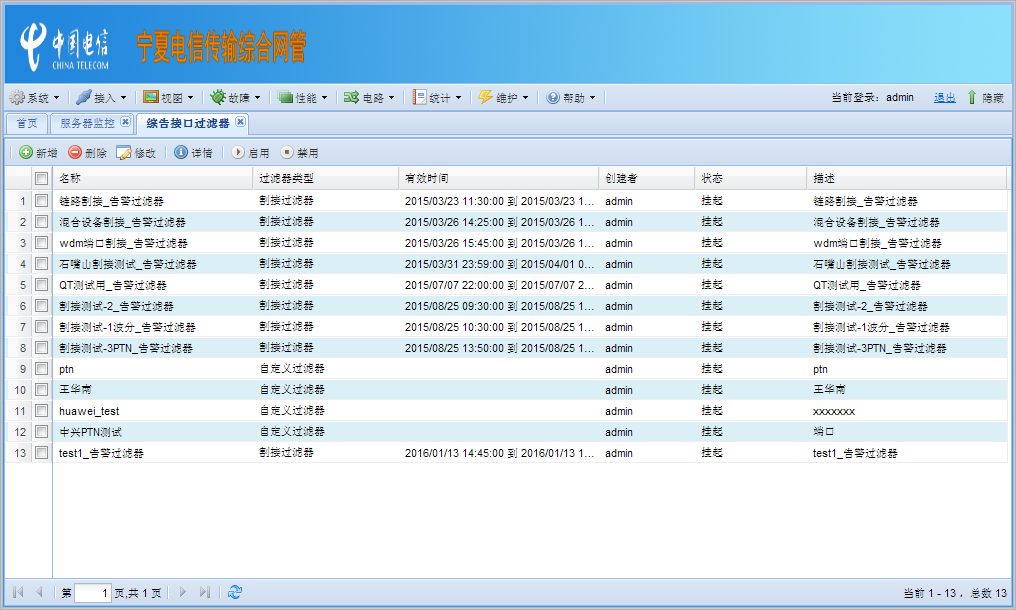 中国电信 CHINA TELECOM 宁夏电信传输综合网管
系统 接入 视图 故障 性能 电路 统计 维护 帮助 当前登录: admin 退出 隐藏
首页 服务器监控 综告接口过滤器
新增 删除 修改 详情 启用 禁用
名称 过滤器类型 有效时间 创建者 状态 描述
1 链路割接_告警过滤器 割接过滤器 2015/03/23 11:30:00 到 2015/03/23 1... admin 挂起 链路割接_告警过滤器
2 混合设备割接_告警过滤器 割接过滤器 2015/03/26 14:25:00 到 2015/03/26 1... admin 挂起 混合设备割接_告警过滤器
3 wdm端口割接_告警过滤器 割接过滤器 2015/03/26 15:45:00 到 2015/03/26 1... admin 挂起 wdm端口割接_告警过滤器
4 石嘴山割接测试_告警过滤器 割接过滤器 2015/03/31 23:59:00 到 2015/04/01 0... admin 挂起 石嘴山割接测试_告警过滤器
5 QT测试用_告警过滤器 割接过滤器 2015/07/07 22:00:00 到 2015/07/07 2... admin 挂起 QT测试用_告警过滤器
6 割接测试-2_告警过滤器 割接过滤器 2015/08/25 09:30:00 到 2015/08/25 1... admin 挂起 割接测试-2_告警过滤器
7 割接测试-1波分_告警过滤器 割接过滤器 2015/08/25 10:30:00 到 2015/08/25 1... admin 挂起 割接测试-1波分_告警过滤器
8 割接测试-3PTN_告警过滤器 割接过滤器 2015/08/25 13:50:00 到 2015/08/25 1... admin 挂起 割接测试-3PTN_告警过滤器
9 ptn 自定义过滤器 admin 挂起 ptn
10 王华南 自定义过滤器 admin 挂起 王华南
11 huawei_test 自定义过滤器 admin 挂起 xxxxxxx
12 中兴PTN测试 自定义过滤器 admin 挂起 端口
13 test1_告警过滤器 割接过滤器 2016/01/13 14:45:00 到 2016/01/13 1... admin 挂起 test1_告警过滤器
第 1 页,共 1 页 当前 1 - 13 ，总数 13